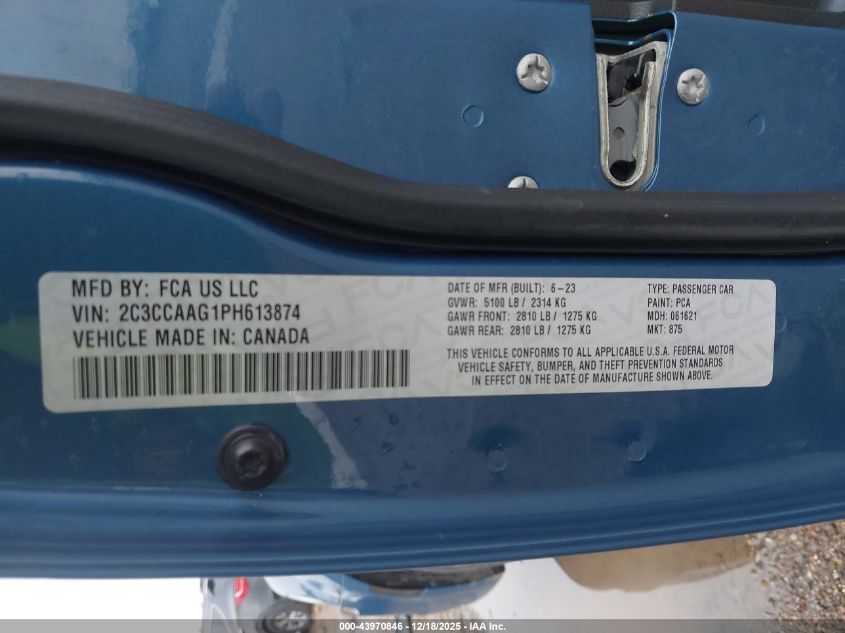 MFD BY: FCA US LLC
VIN: 2C3CCAAG1PH613874
VEHICLE MADE IN: CANADA
DATE OF MFR (BUILT): 6-23
GVWR: 5100 LB / 2314 KG
GAWR FRONT: 2810 LB / 1275 KG
GAWR REAR: 2810 LB / 1275 KG
TYPE: PASSENGER CAR
PAINT: PCA
MDH: 061621
MKT: 875
THIS VEHICLE CONFORMS TO ALL APPLICABLE U.S.A. FEDERAL MOTOR
VEHICLE SAFETY, BUMPER, AND THEFT PREVENTION STANDARDS
IN EFFECT ON THE DATE OF MANUFACTURE SHOWN ABOVE.
000-43970846 • 12/18/2025 • I...A - IAA Inc.